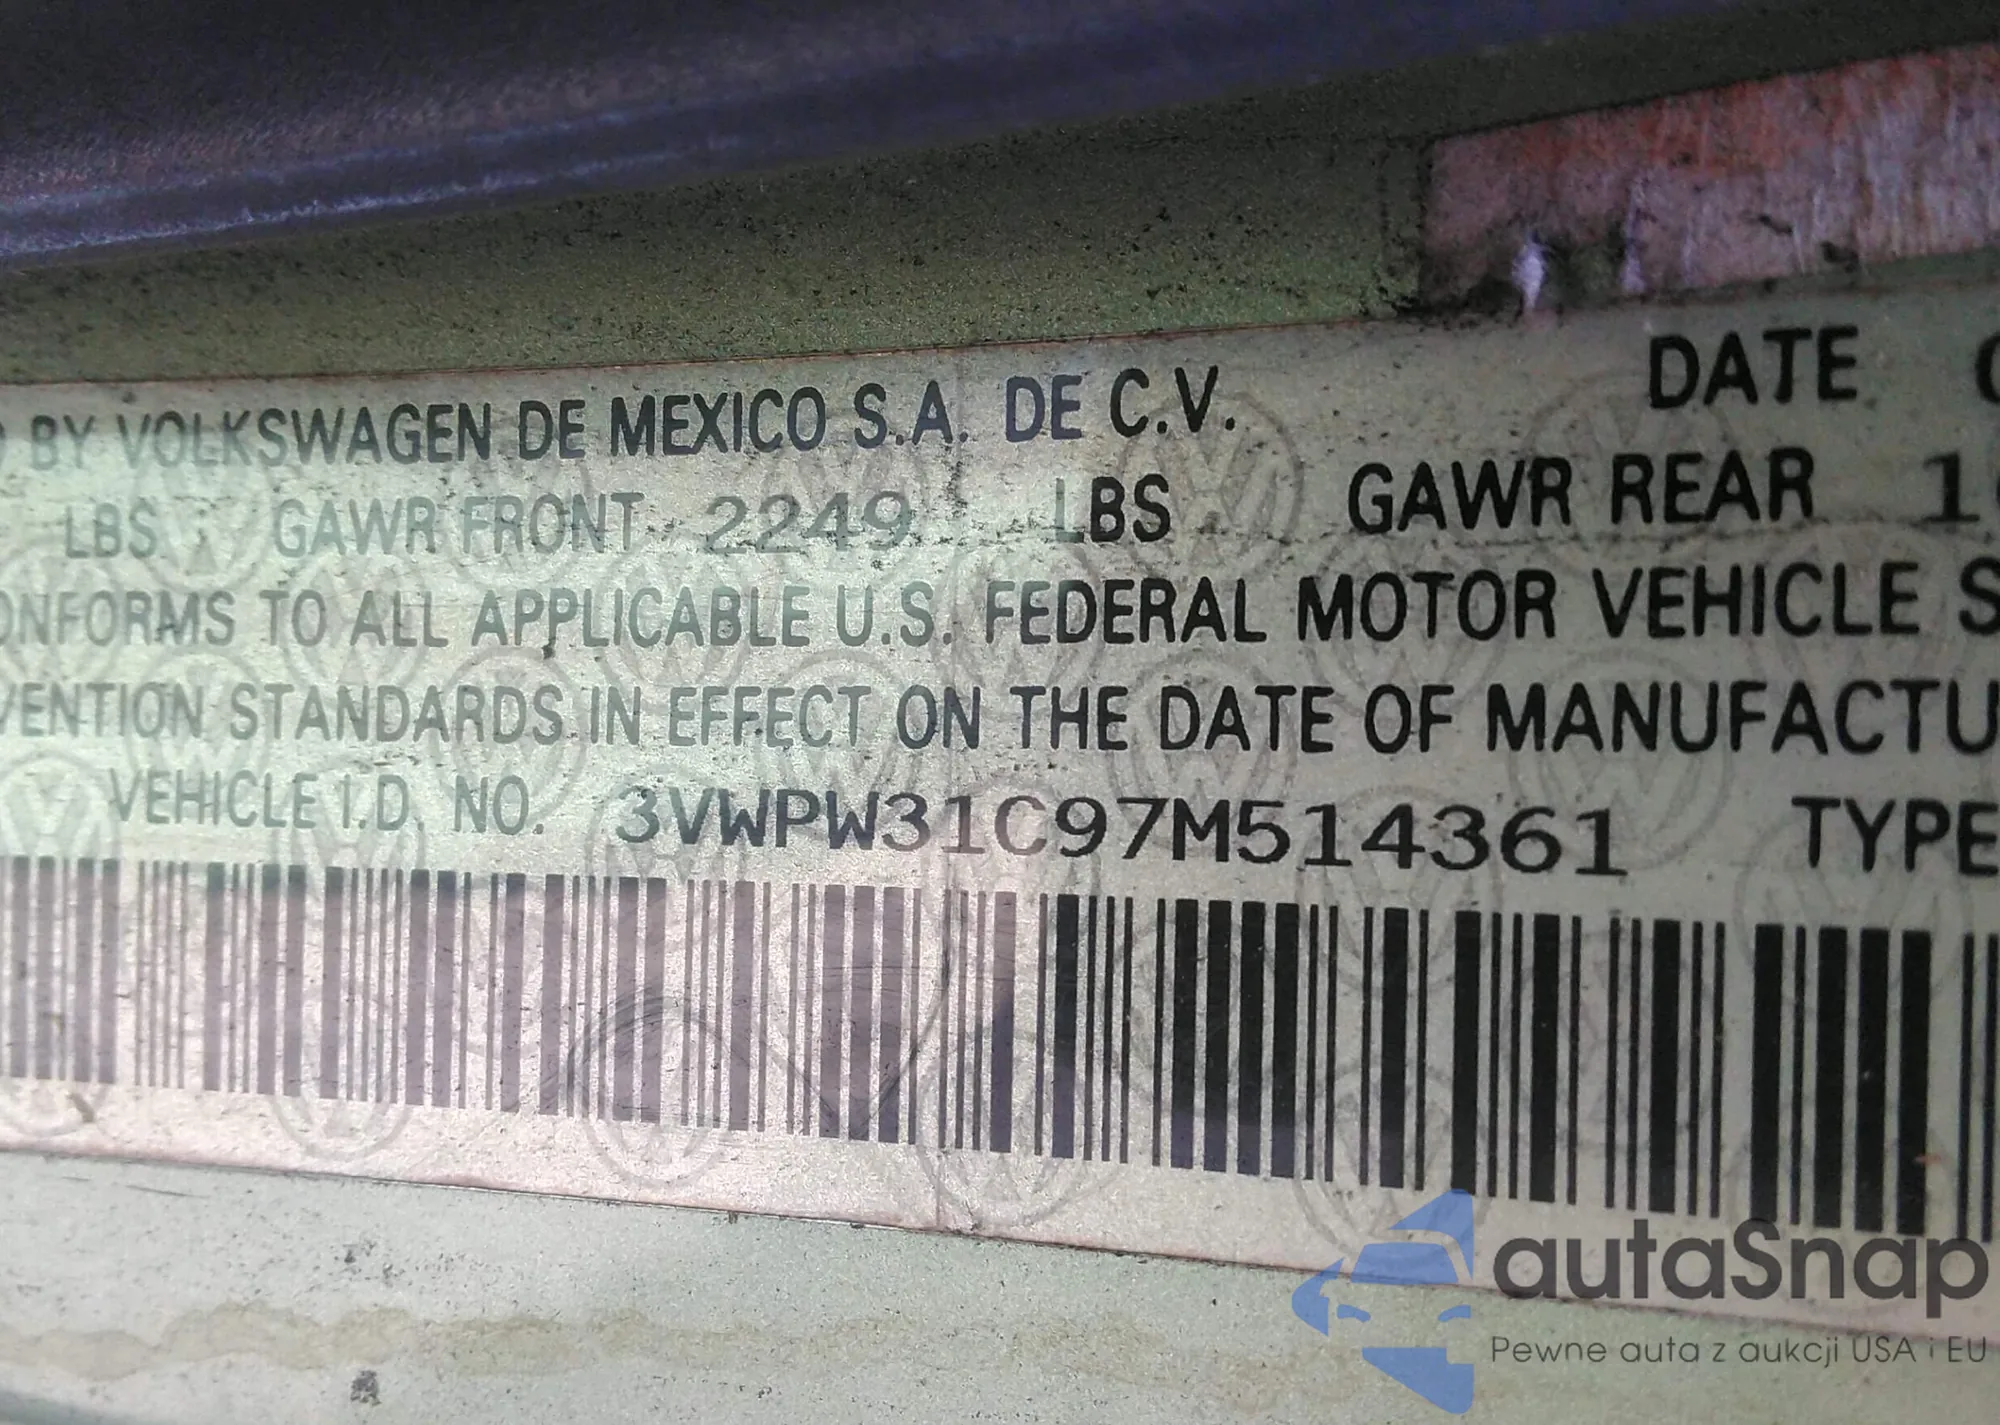 BY VOLKSWAGEN DE MEXICO S.A. DE C.V. DATE
LBS GAWR FRONT 2249 LBS GAWR REAR 1
ONFORMS TO ALL APPLICABLE U.S. FEDERAL MOTOR VEHICLE S
VENTION STANDARDS IN EFFECT ON THE DATE OF MANUFACTU
VEHICLE I.D. NO. 3VWPW31C97M514361 TYPE
autaSnap
Pewne auta z aukcji USA i EU